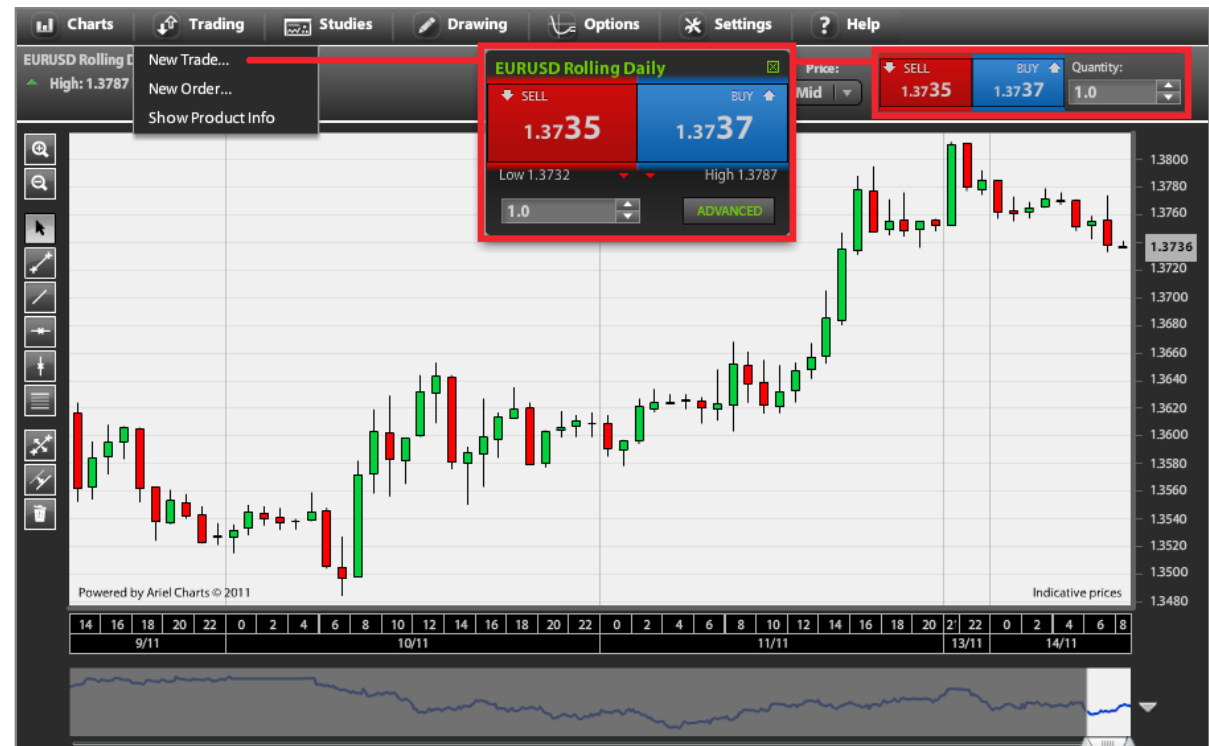 Charts Trading Studies Drawing Options Settings ? Help
EURUSD Rolling
High: 1.3787
New Trade...
New Order...
Show Product Info
EURUSD Rolling Daily
SELL BUY
1.3735 1.3737
Low 1.3732 High 1.3787
1.0 ADVANCED
Price:
Mid
SELL BUY
1.3735 1.3737
Quantity:
1.0
1.3800
1.3780
1.3760
1.3736
1.3720
1.3700
1.3680
1.3660
1.3640
1.3620
1.3600
1.3580
1.3560
1.3540
1.3520
1.3500
1.3480
Powered by Ariel Charts © 2011 Indicative prices
14 16 18 20 22 0 2 4 6 8 10 12 14 16 18 20 22 0 2 4 6 8 10 12 14 16 18 20 22 0 2 4 6 8
9/11 10/11 11/11 13/11 14/11